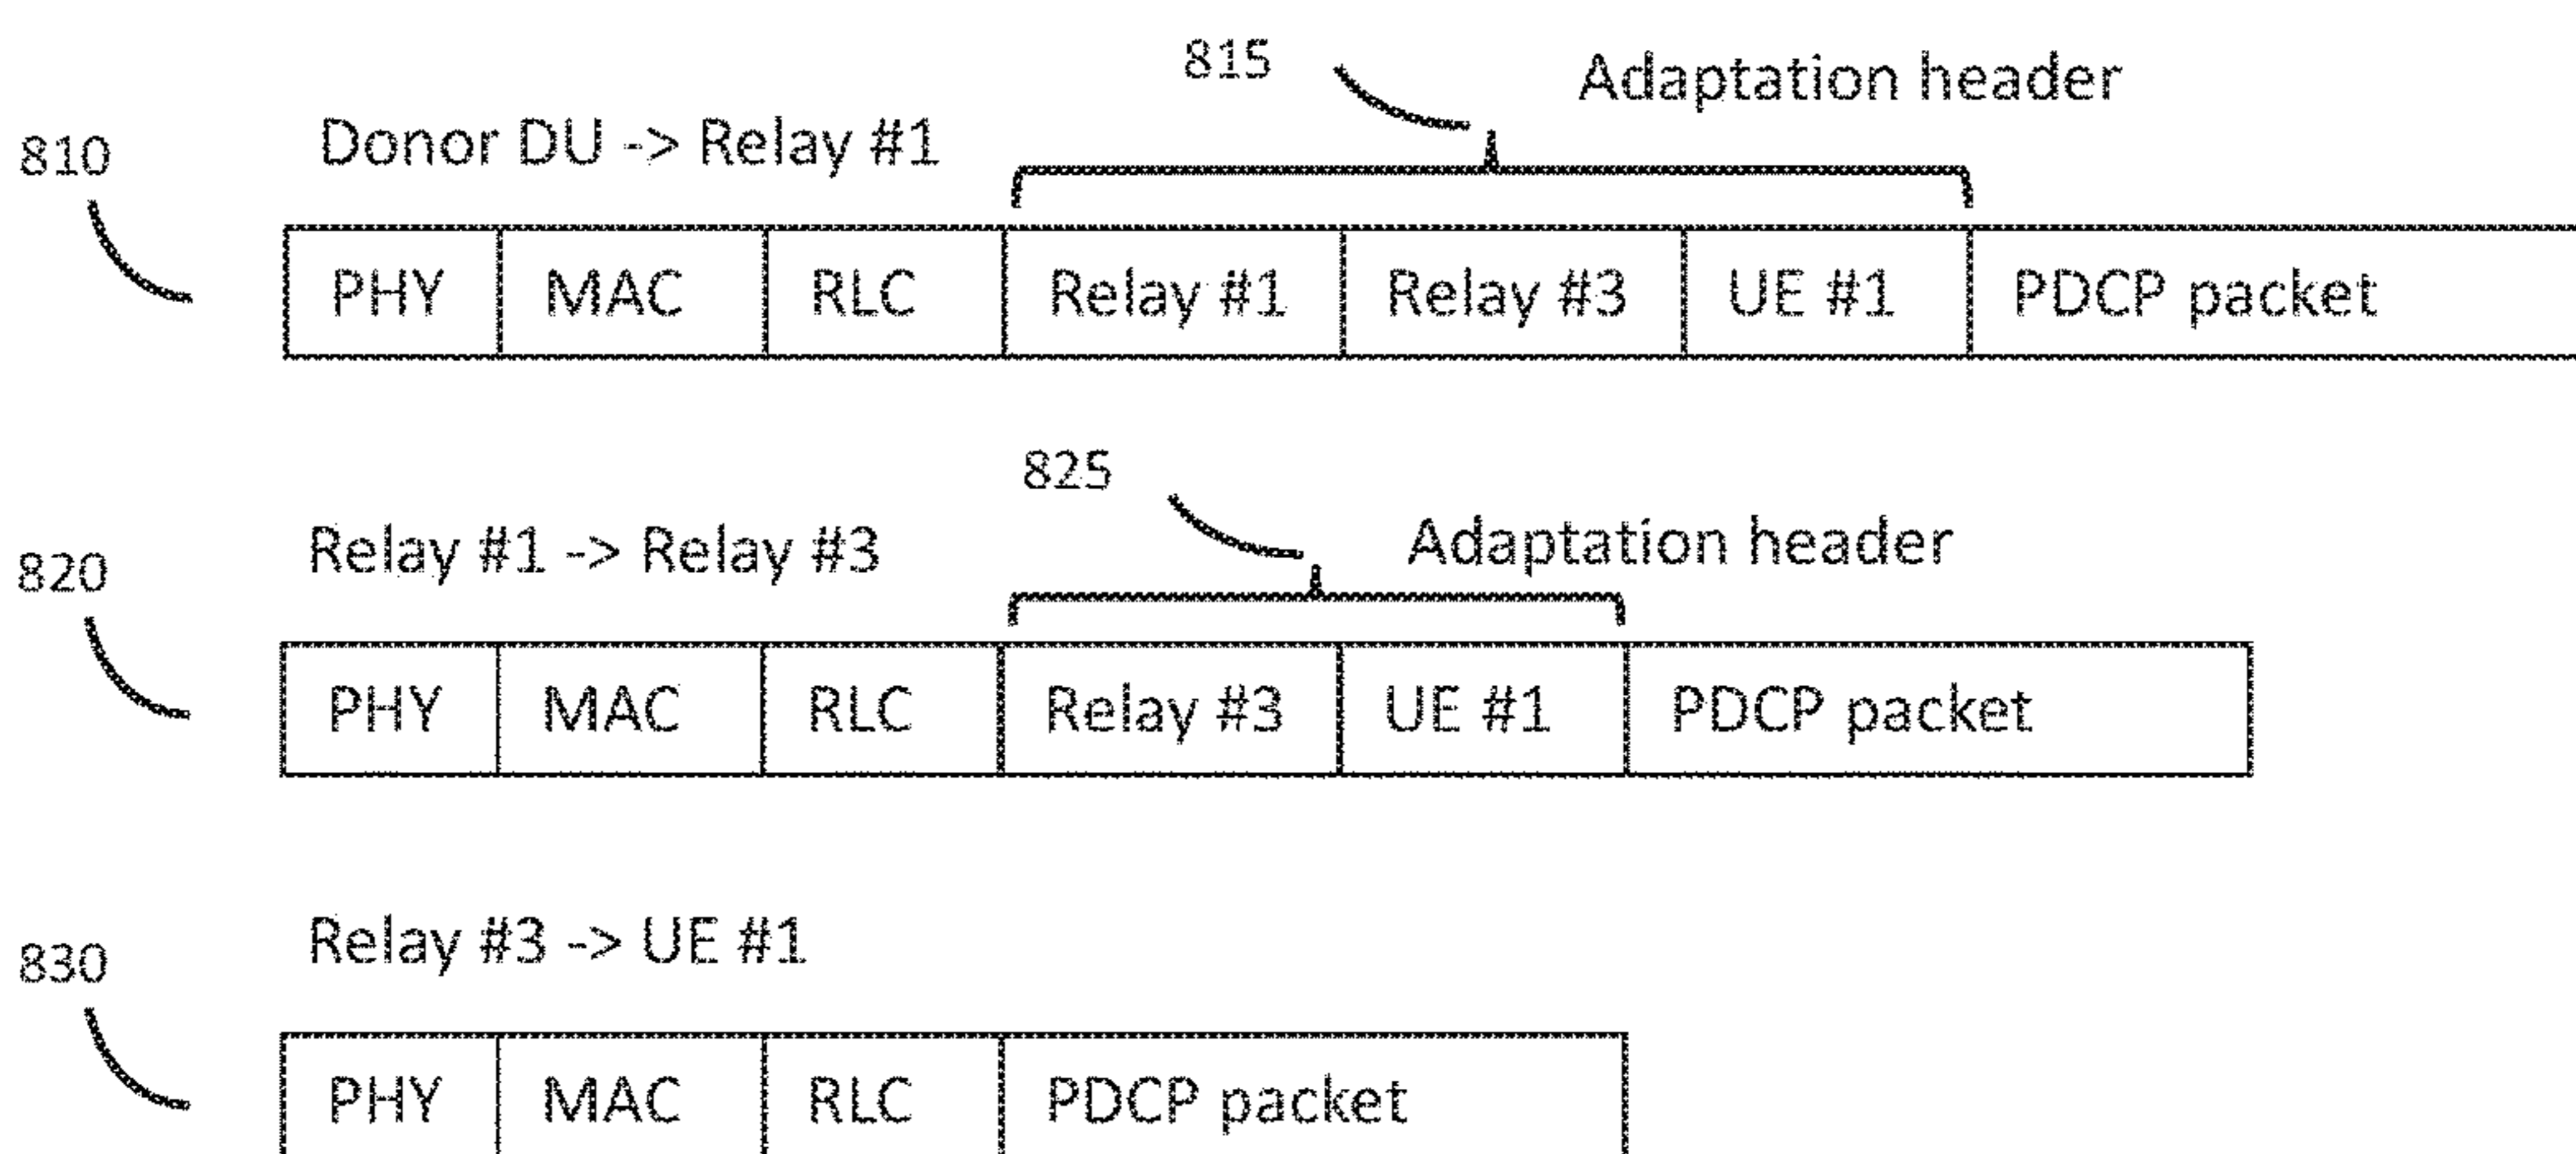 815 Adaptation header
810 Donor DU -> Relay #1
PHY MAC RLC Relay #1 Relay #3 UE #1 PDCP packet
825
820 Relay #1 -> Relay #3 Adaptation header
PHY MAC RLC Relay #3 UE #1 PDCP packet
830 Relay #3 -> UE #1
PHY MAC RLC PDCP packet